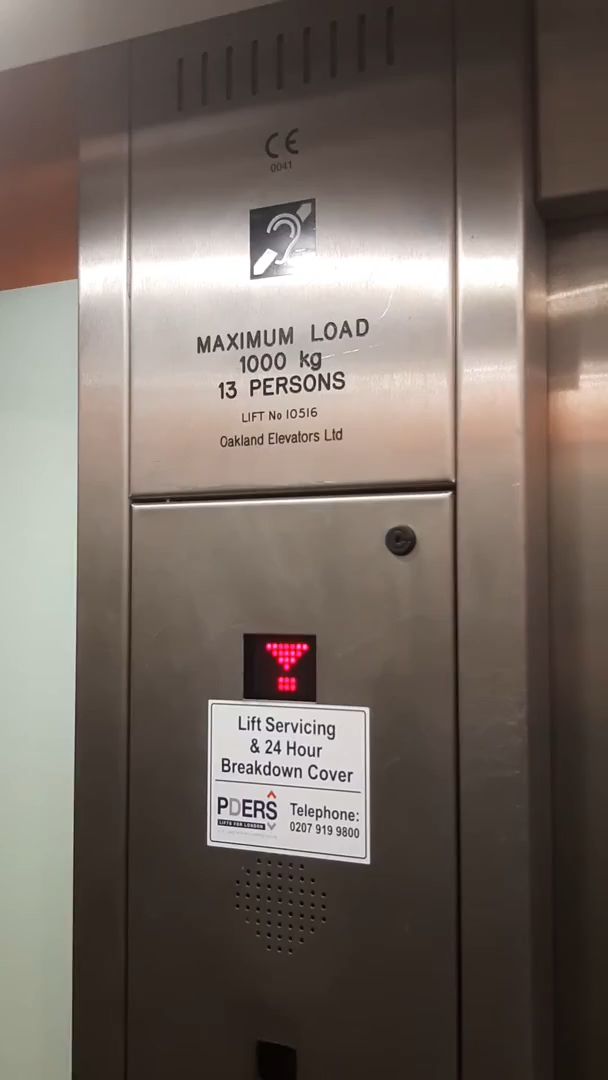 CE
0041
MAXIMUM LOAD
1000 kg
13 PERSONS
LIFT No 10516
Oakland Elevators Ltd
Lift Servicing
& 24 Hour
Breakdown Cover
PDERS
LIFTS FOR LONDON
Telephone:
0207 919 9800